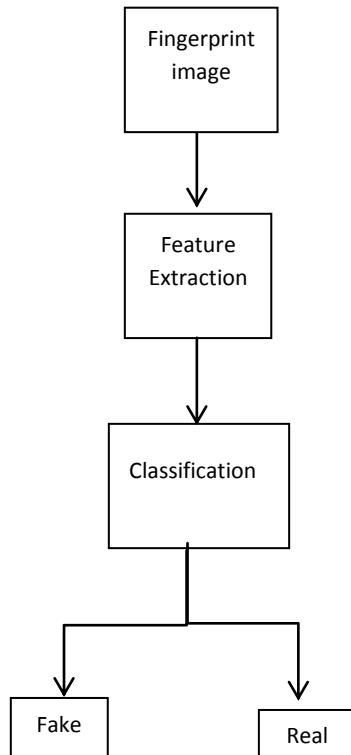 Fingerprint
image
Feature
Extraction
Classification
Fake
Real